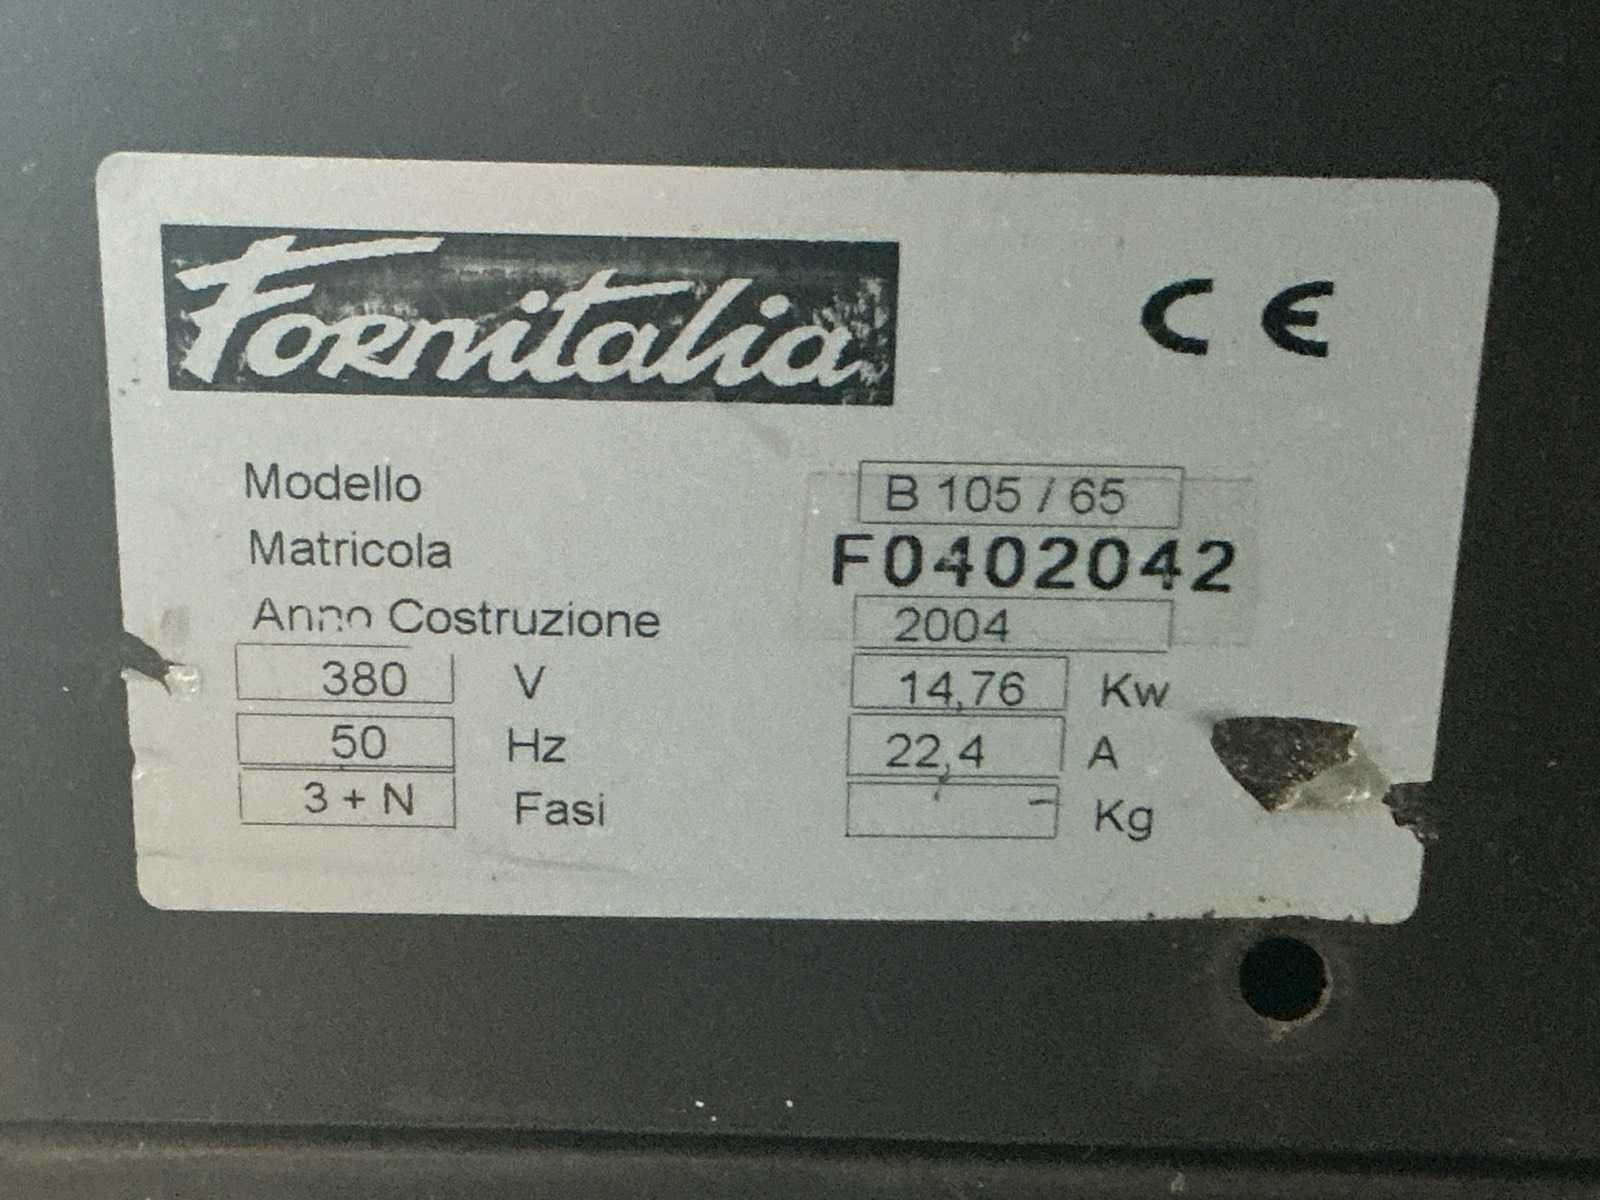 Fornitalia
CE
Modello B 105 / 65
Matricola F0402042
Anno Costruzione 2004
380 V 14,76 Kw
50 Hz 22,4 A
3 + N Fasi - Kg